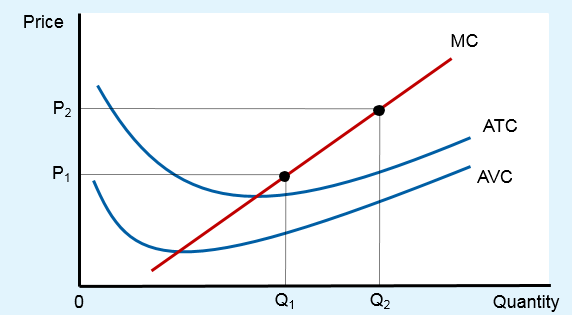 Price
MC
P₂
ATC
P₁
AVC
0
Q₁
Q₂
Quantity